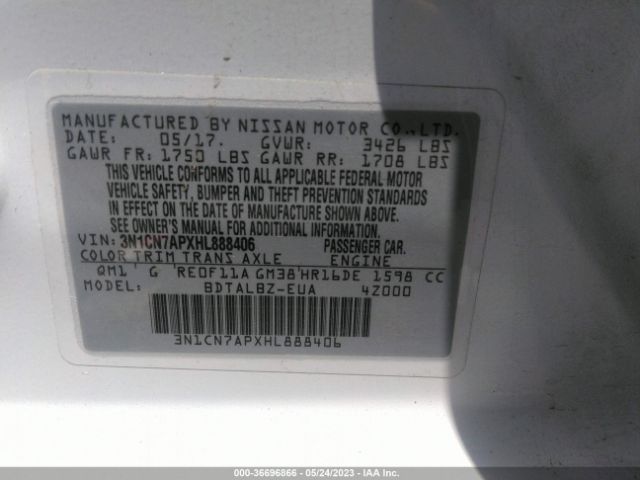 MANUFACTURED BY NISSAN MOTOR CO., LTD.
DATE: 05/17. GVWR: 3426 LBS
GAWR FR: 1750 LBS GAWR RR: 1708 LBS
THIS VEHICLE CONFORMS TO ALL APPLICABLE FEDERAL MOTOR
VEHICLE SAFETY, BUMPER AND THEFT PREVENTION STANDARDS
IN EFFECT ON THE DATE OF MANUFACTURE SHOWN ABOVE.
SEE OWNER'S MANUAL FOR ADDITIONAL INFORMATION.
VIN: 3N1CN7APXHL888406 PASSENGER CAR.
COLOR TRIM TRANS AXLE ENGINE
QM1 G RE0F11A GM38 HR16DE 1598 CC
MODEL: BDTALBZ-EUA 42000
3N1CN7APXHL888406
000-36696866 - 05/24/2023 - IAA Inc.